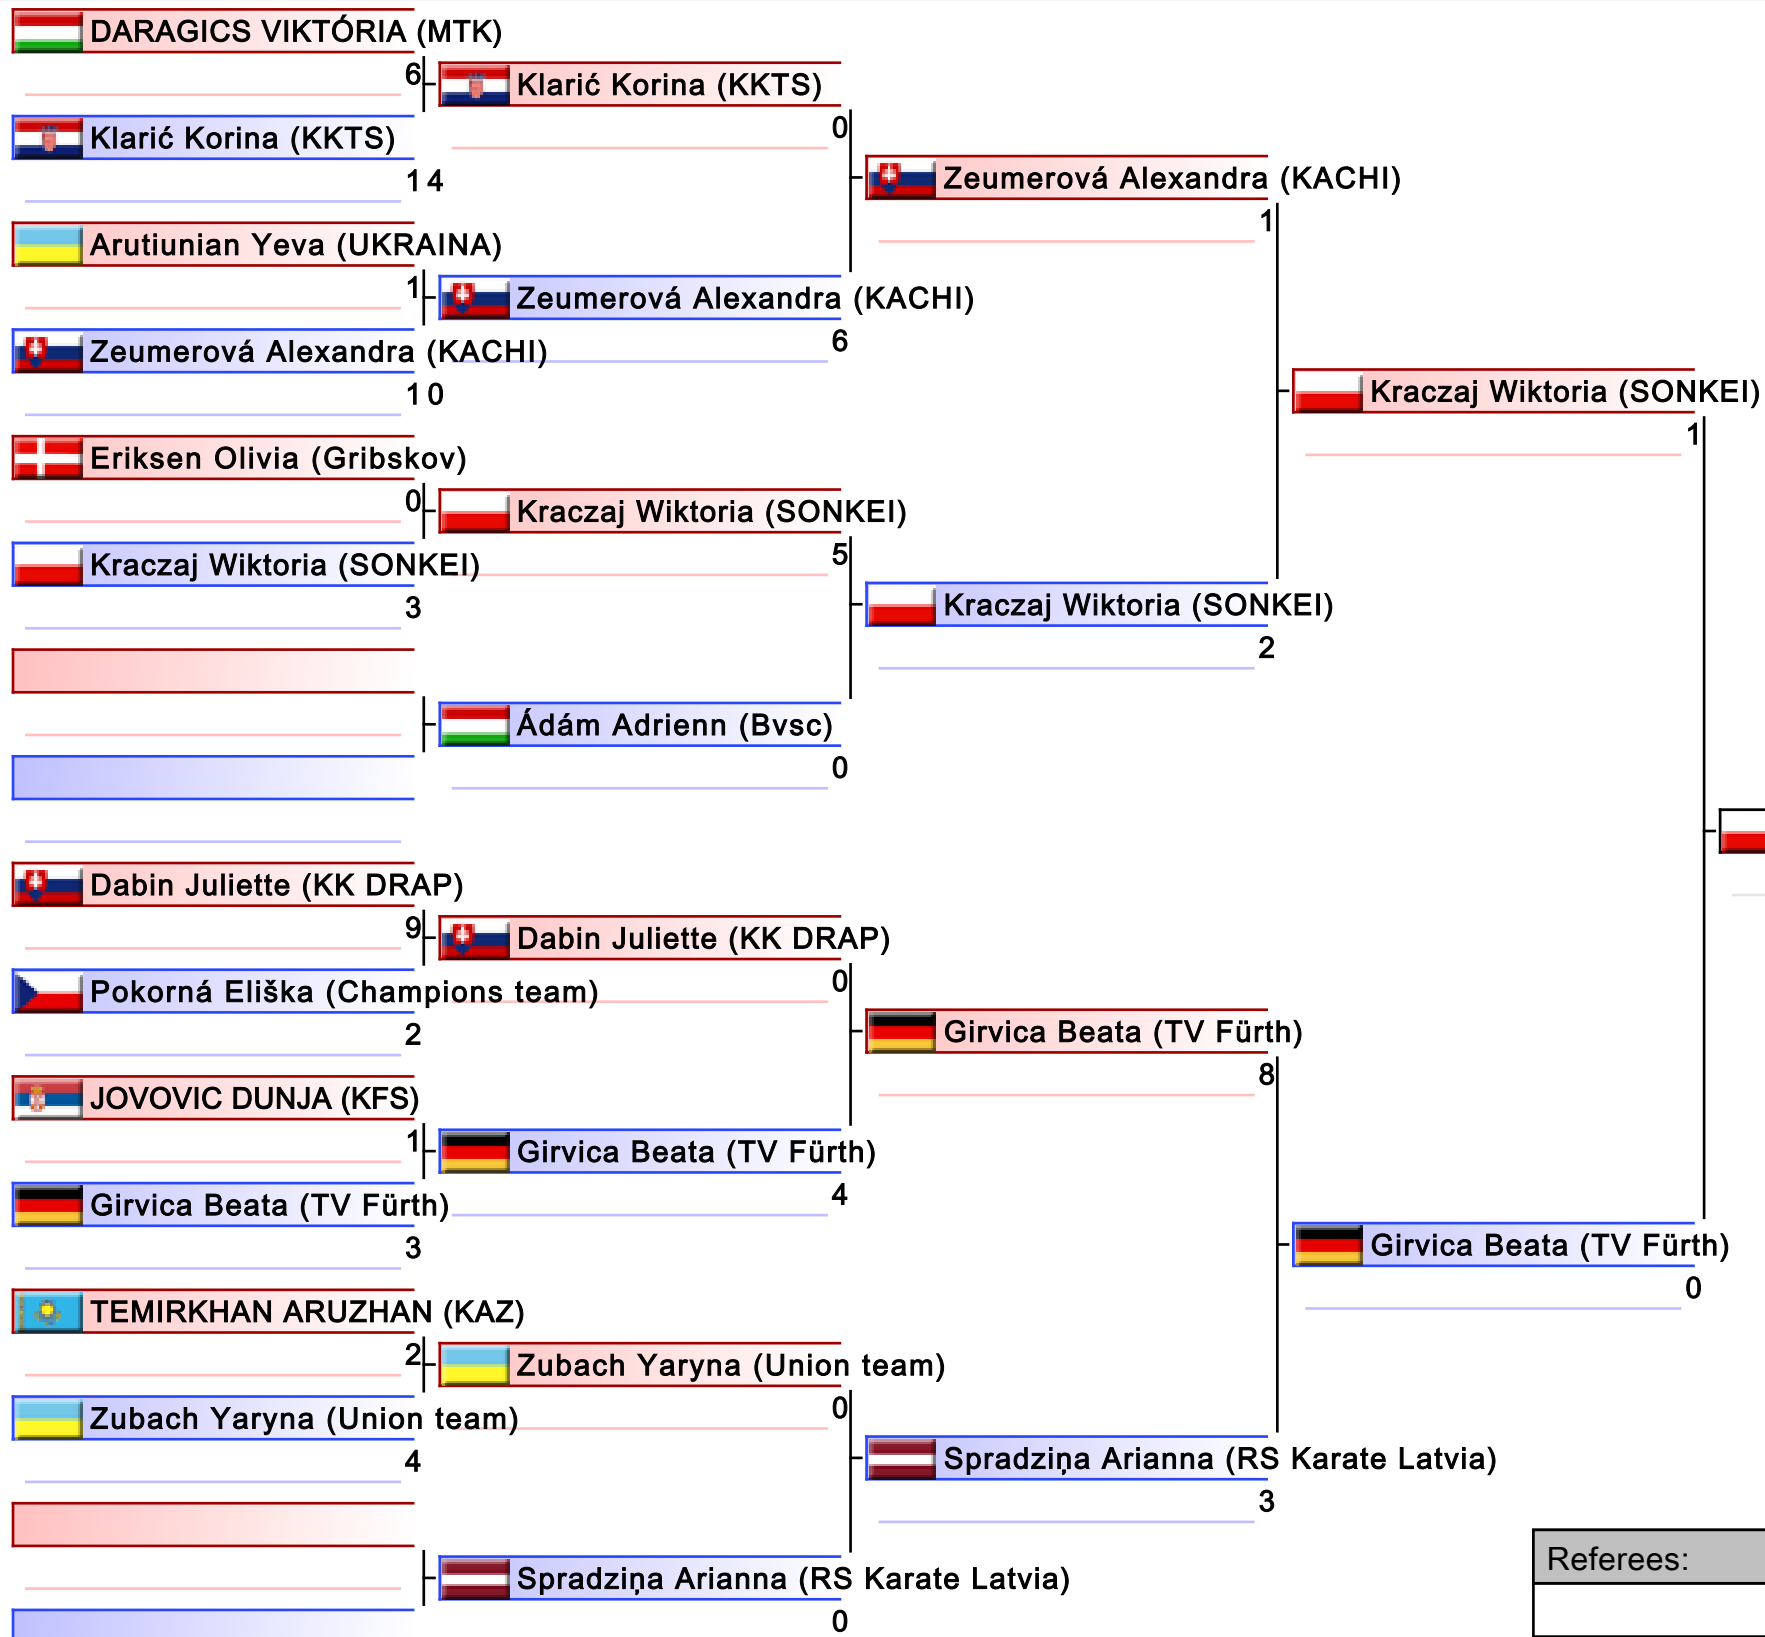 DARAGICS VIKTÓRIA (MTK)
6
Klarić Korina (KKTS)
14
Arutiunian Yeva (UKRAINA)
1
Zeumerová Alexandra (KACHI)
10
Eriksen Olivia (Gribskov)
0
Kraczaj Wiktoria (SONKEI)
3
Dabin Juliette (KK DRAP)
9
Pokorná Eliška (Champions team)
2
JOVOVIC DUNJA (KFS)
1
Girvica Beata (TV Fürth)
3
TEMIRKHAN ARUZHAN (KAZ)
2
Zubach Yaryna (Union team)
4
Klarić Korina (KKTS)
0
Zeumerová Alexandra (KACHI)
6
Kraczaj Wiktoria (SONKEI)
5
Ádám Adrienn (Bvsc)
0
Dabin Juliette (KK DRAP)
0
Girvica Beata (TV Fürth)
4
Zubach Yaryna (Union team)
0
Spradziņa Arianna (RS Karate Latvia)
0
Zeumerová Alexandra (KACHI)
1
Kraczaj Wiktoria (SONKEI)
2
Girvica Beata (TV Fürth)
8
Spradziņa Arianna (RS Karate Latvia)
3
Kraczaj Wiktoria (SONKEI)
1
Girvica Beata (TV Fürth)
0
Referees: